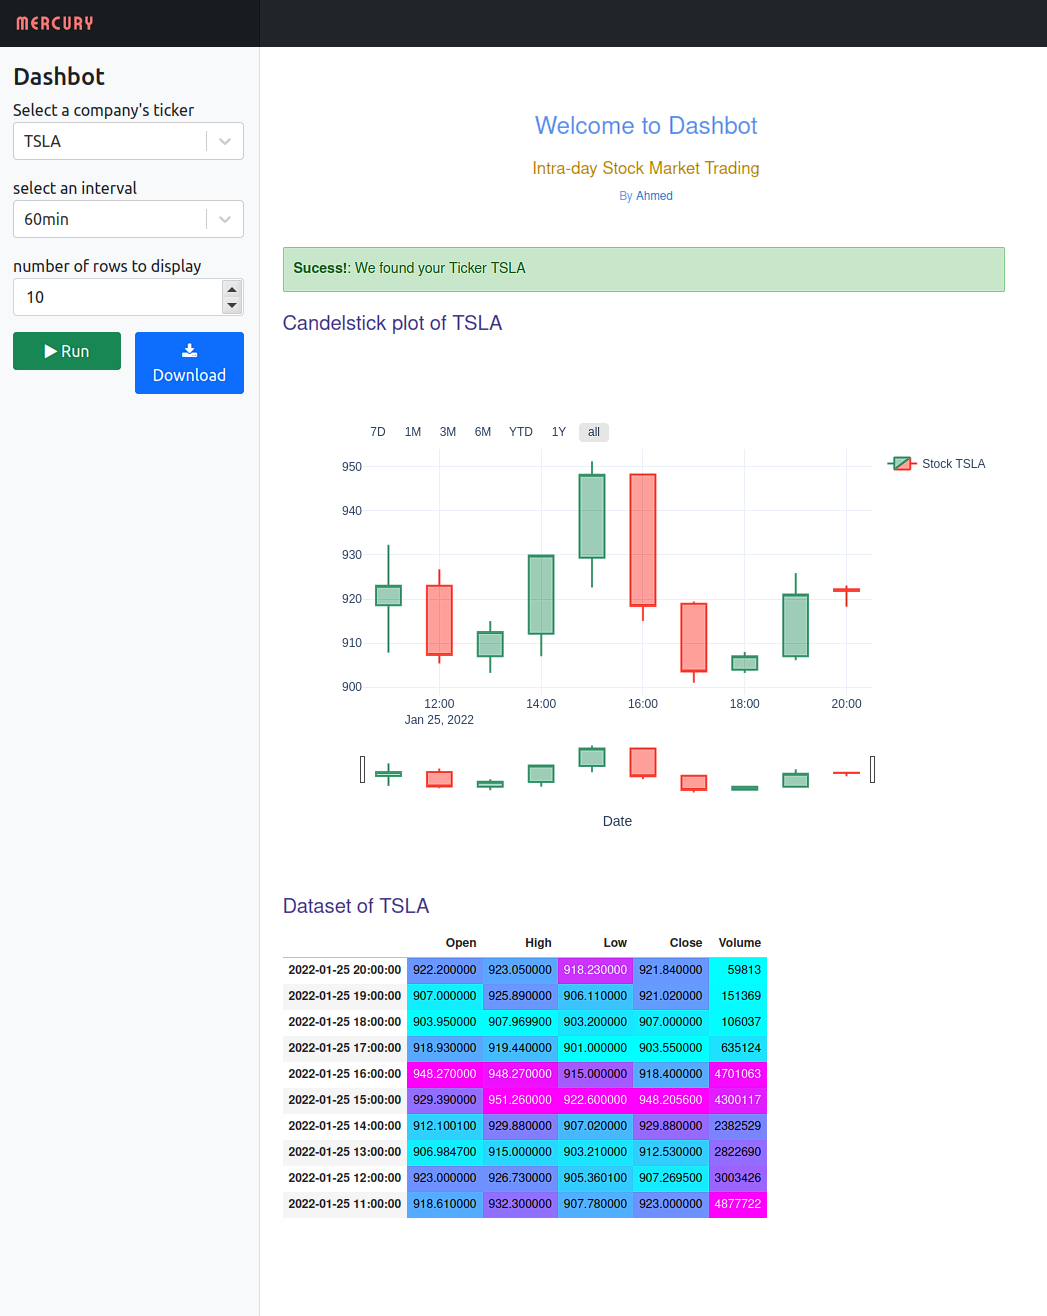 MERCURY
Dashbot
Select a company's ticker
TSLA
select an interval
60min
number of rows to display
10
Run
Download
Welcome to Dashbot
Intra-day Stock Market Trading
By Ahmed
Sucess!: We found your Ticker TSLA
Candelstick plot of TSLA
7D 1M 3M 6M YTD 1Y all
Stock TSLA
950
940
930
920
910
900
12:00 14:00 16:00 18:00 20:00
Jan 25, 2022
Date
Dataset of TSLA
Open High Low Close Volume
2022-01-25 20:00:00 922.200000 923.050000 918.230000 921.840000 59813
2022-01-25 19:00:00 907.000000 925.890000 906.110000 921.020000 151369
2022-01-25 18:00:00 903.950000 907.969900 903.200000 907.000000 106037
2022-01-25 17:00:00 918.930000 919.440000 901.000000 903.550000 635124
2022-01-25 16:00:00 948.270000 948.270000 915.000000 918.400000 4701063
2022-01-25 15:00:00 929.390000 951.260000 922.600000 948.205600 4300117
2022-01-25 14:00:00 912.100100 929.880000 907.020000 929.880000 2382529
2022-01-25 13:00:00 906.984700 915.000000 903.210000 912.530000 2822690
2022-01-25 12:00:00 923.000000 926.730000 905.360100 907.269500 3003426
2022-01-25 11:00:00 918.610000 932.300000 907.780000 923.000000 4877722